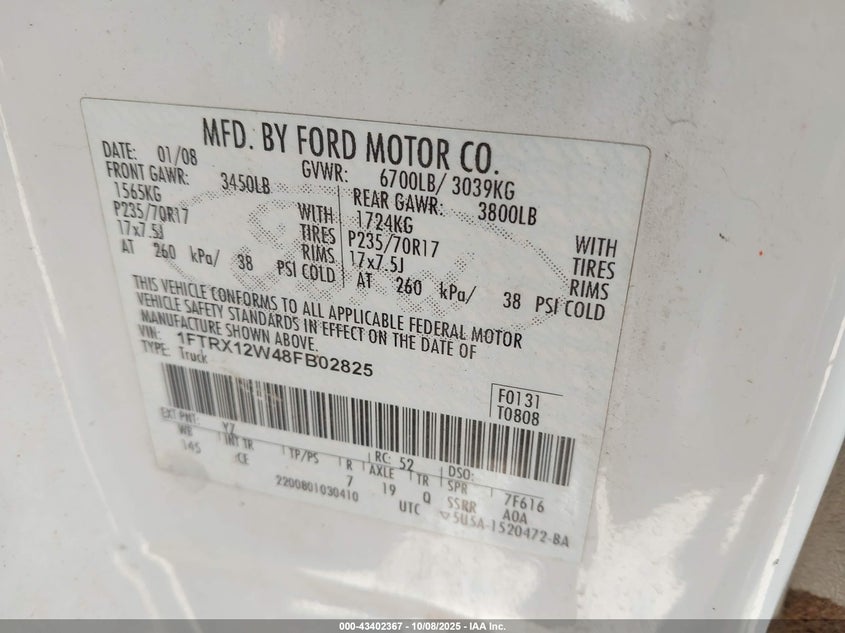 MFD. BY FORD MOTOR CO.
DATE: 01/08 GVWR: 6700LB/ 3039KG
FRONT GAWR: 3450LB REAR GAWR: 3800LB
1565KG WITH 1724KG WITH
P235/70R17 TIRES P235/70R17 TIRES
17x7.5J RIMS 17x7.5J RIMS
AT 260 kPa/ 38 PSI COLD AT 260 kPa/ 38 PSI COLD
THIS VEHICLE CONFORMS TO ALL APPLICABLE FEDERAL MOTOR
VEHICLE SAFETY STANDARDS IN EFFECT ON THE DATE OF
MANUFACTURE SHOWN ABOVE.
VIN: 1FTRX12W48FB02825
TYPE: Truck
F0131
T0808
EXT PNT: YZ RC: 52 DSO:
WB INT TR TP/PS R AXLE TR SPR 7F616
145 CE 7 19 Q SSRR A0A
2200801030410 UTC ▽5U5A-1520472-BA
000-43402367 - 10/08/2025 - IAA Inc.